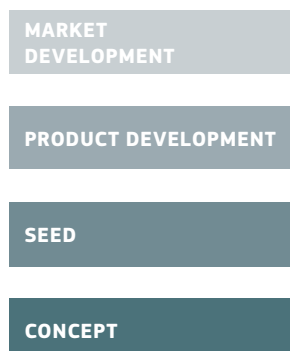 MARKET
DEVELOPMENT
PRODUCT DEVELOPMENT
SEED
CONCEPT